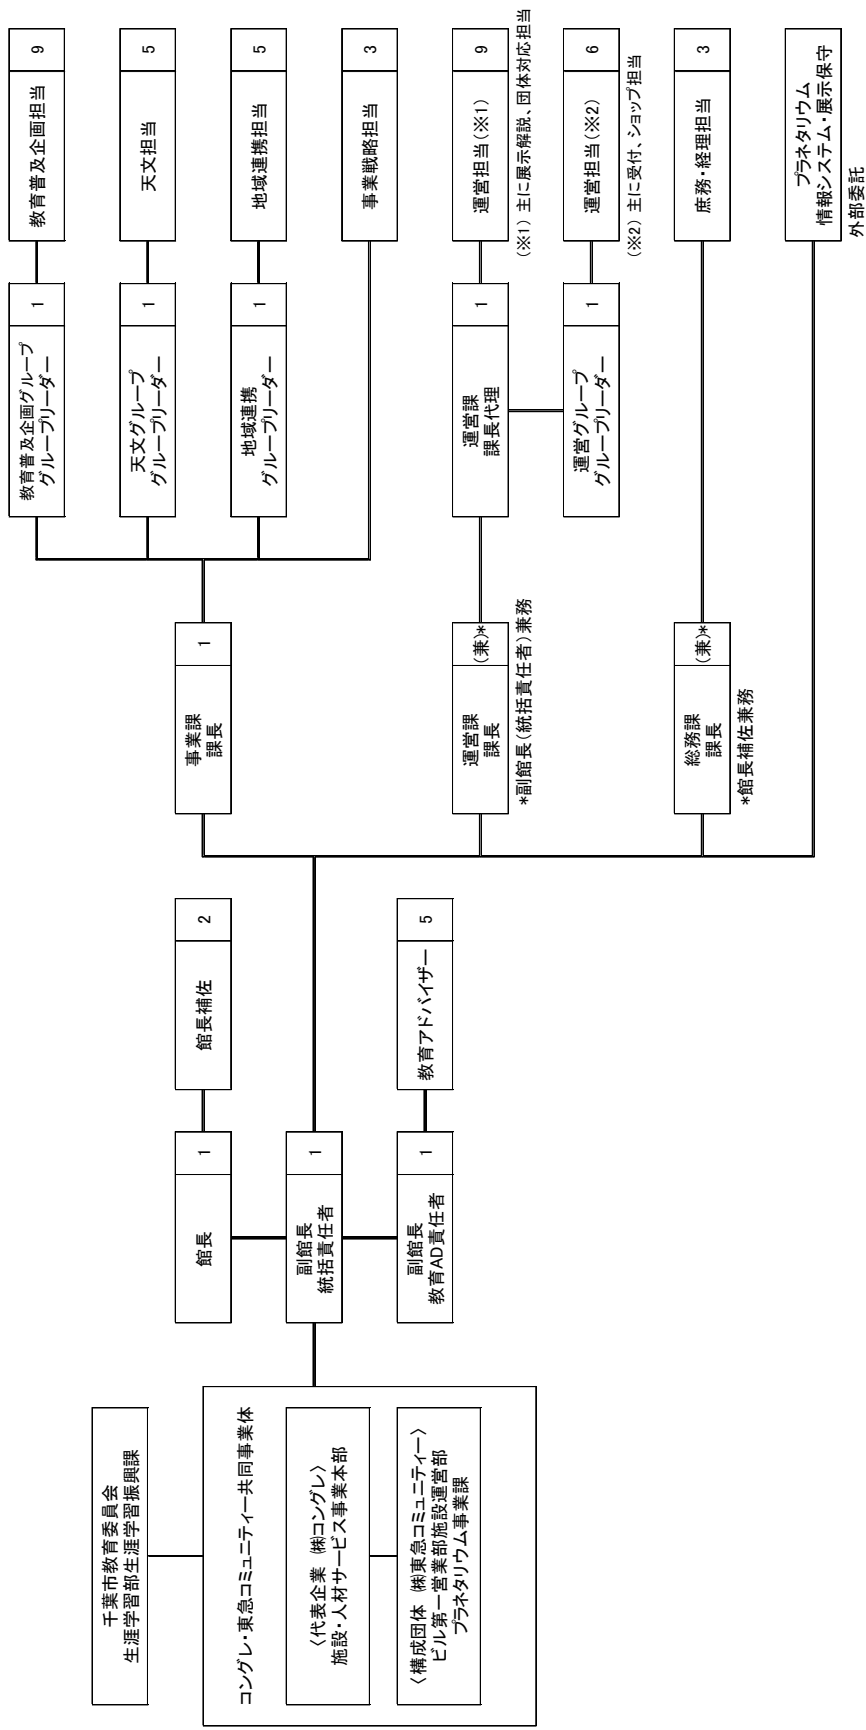 千葉市教育委員会
生涯学習部生涯学習振興課
コングレ・東急コミュニティー共同事業体
〈代表企業 ㈱コングレ〉
施設・人材サービス事業本部
〈構成団体 ㈱東急コミュニティー〉
ビル第一営業部施設運営部
プラネタリウム事業課
館長
1
館長補佐
2
副館長
統括責任者
1
副館長
教育AD責任者
1
教育アドバイザー
5
事業課
課長
1
教育普及企画グループ
グループリーダー
1
教育普及企画担当
9
天文グループ
グループリーダー
1
天文担当
5
地域連携
グループリーダー
1
地域連携担当
5
事業戦略担当
3
運営課
課長
(兼)*
*副館長(統括責任者)兼務
運営課
課長代理
1
運営担当(※1)
9
(※1) 主に展示解説、団体対応担当
運営グループ
グループリーダー
1
運営担当(※2)
6
(※2) 主に受付、ショップ担当
総務課
課長
(兼)*
*館長補佐兼務
庶務・経理担当
3
プラネタリウム
情報システム・展示保守
外部委託